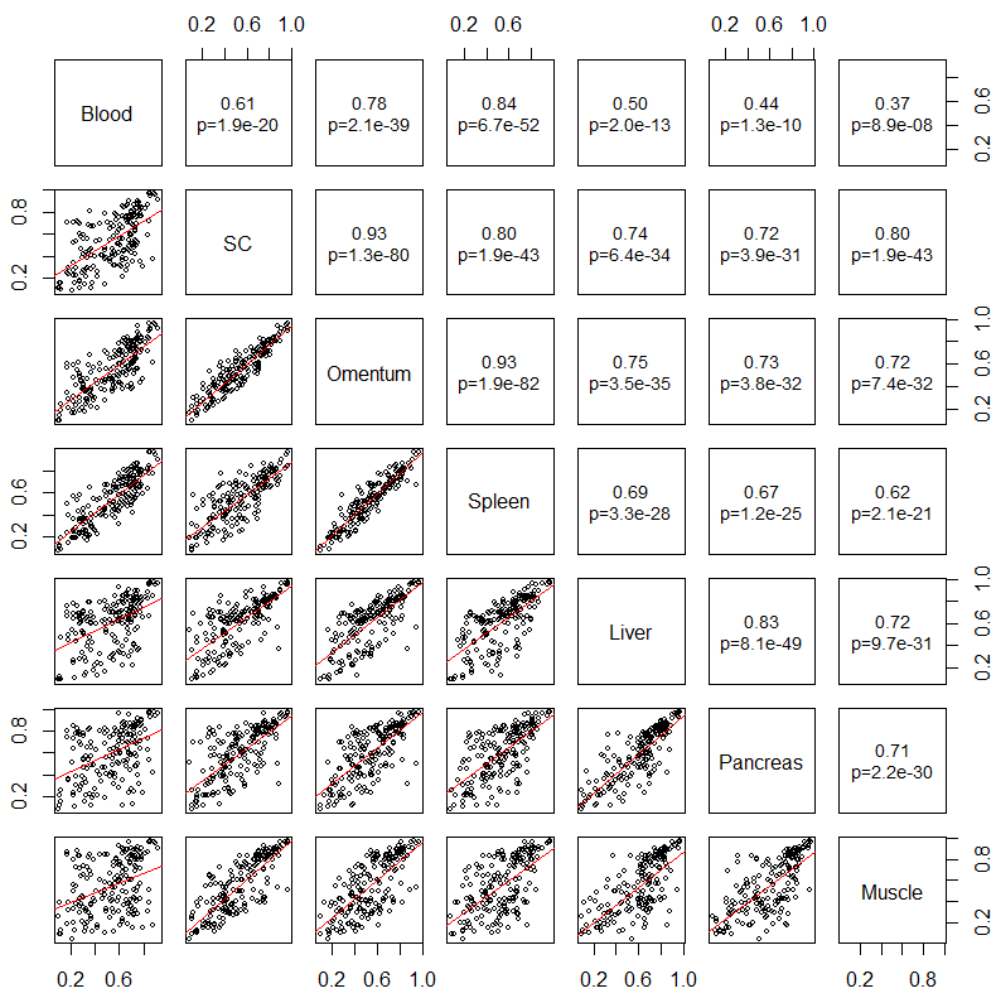 0.2 0.6 1.0 0.2 0.6 0.2 0.6 1.0
Blood 0.61 0.78 0.84 0.50 0.44 0.37
p=1.9e-20 p=2.1e-39 p=6.7e-52 p=2.0e-13 p=1.3e-10 p=8.9e-08
0.2 0.6
0.2 0.8
SC 0.93 0.80 0.74 0.72 0.80
p=1.3e-80 p=1.9e-43 p=6.4e-34 p=3.9e-31 p=1.9e-43
Omentum 0.93 0.75 0.73 0.72
p=1.9e-82 p=3.5e-35 p=3.8e-32 p=7.4e-32
0.2 0.6 1.0
0.2 0.6
Spleen 0.69 0.67 0.62
p=3.3e-28 p=1.2e-25 p=2.1e-21
Liver 0.83 0.72
p=8.1e-49 p=9.7e-31
0.2 0.6 1.0
0.2 0.8
Pancreas 0.71
p=2.2e-30
Muscle
0.2 0.8
0.2 0.6 0.2 0.6 1.0 0.2 0.6 1.0 0.2 0.8